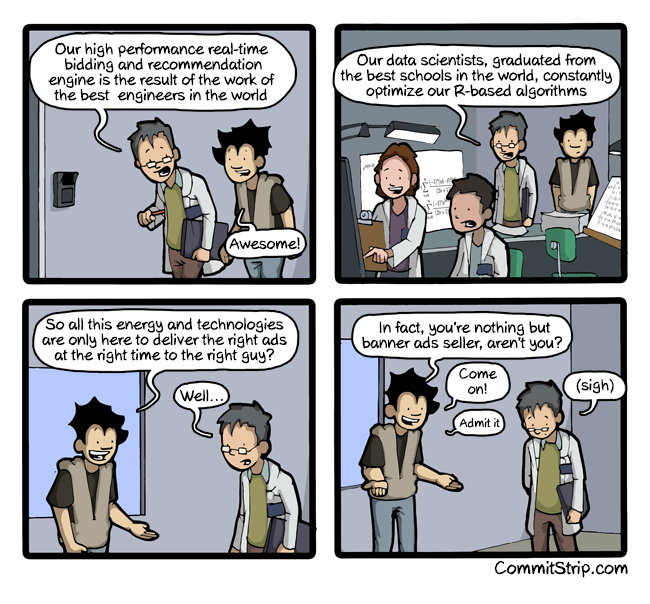 Our high performance real-time
bidding and recommendation
engine is the result of the work of
the best engineers in the world
Awesome!
Our data scientists, graduated from
the best schools in the world, constantly
optimize our R-based algorithms
So all this energy and technologies
are only here to deliver the right ads
at the right time to the right guy?
Well...
In fact, you're nothing but
banner ads seller, aren't you?
Come
on!
Admit it
(sigh)
CommitStrip.com